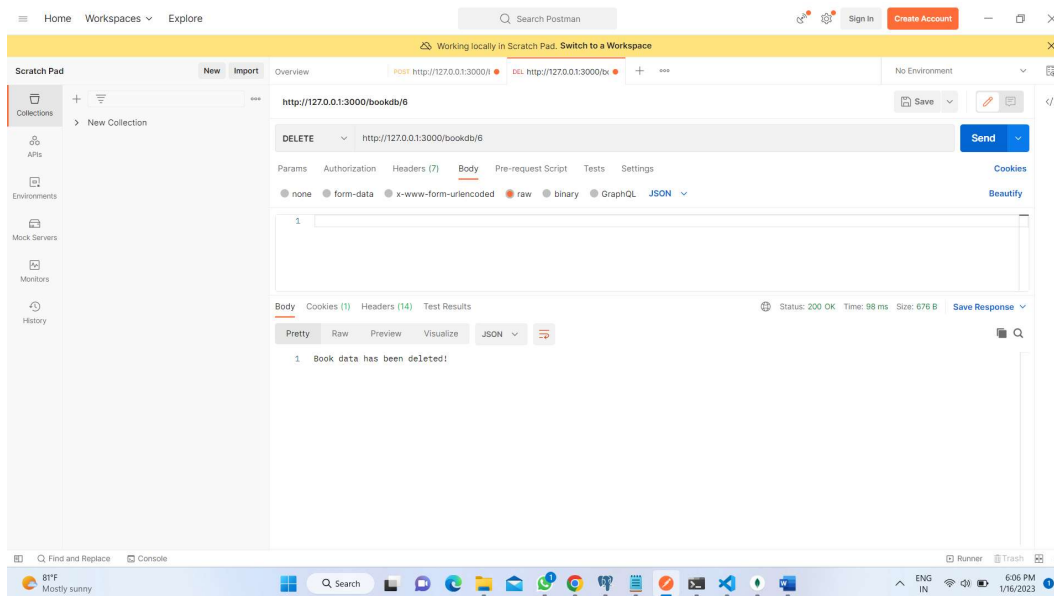 Home Workspaces Explore Search Postman Sign In Create Account
Working locally in Scratch Pad. Switch to a Workspace
Scratch Pad New Import Overview POST http://127.0.0.1:3000/ DEL http://127.0.0.1:3000/bo No Environment
Collections
New Collection
http://127.0.0.1:3000/bookdb/6 Save
APIs
DELETE http://127.0.0.1:3000/bookdb/6 Send
Params Authorization Headers (7) Body Pre-request Script Tests Settings Cookies
Environments
none form-data x-www-form-urlencoded raw binary GraphQL JSON Beautify
1
Mock Servers
Monitors
History
Body Cookies (1) Headers (14) Test Results Status: 200 OK Time: 98 ms Size: 676 B Save Response
Pretty Raw Preview Visualize JSON
1 Book data has been deleted!
Find and Replace Console Runner Trash
81°F
Mostly sunny
Search
ENG
IN
6:06 PM
1/16/2023